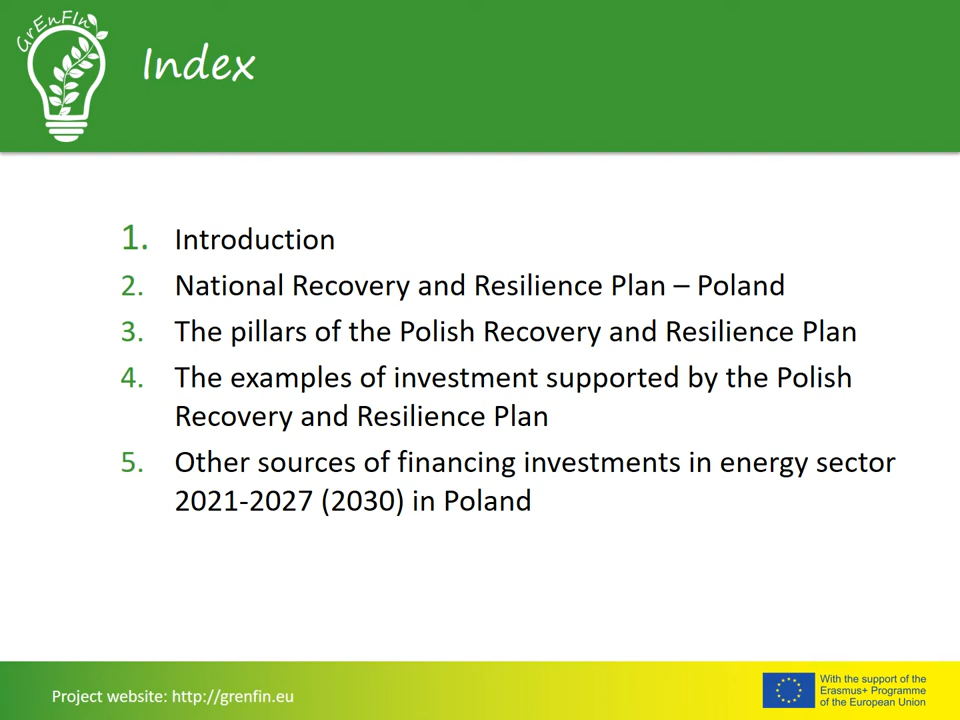 GrEnFIn
Index
1. Introduction
2. National Recovery and Resilience Plan – Poland
3. The pillars of the Polish Recovery and Resilience Plan
4. The examples of investment supported by the Polish
Recovery and Resilience Plan
5. Other sources of financing investments in energy sector
2021-2027 (2030) in Poland
Project website: http://grenfin.eu
With the support of the
Erasmus+ Programme
of the European Union